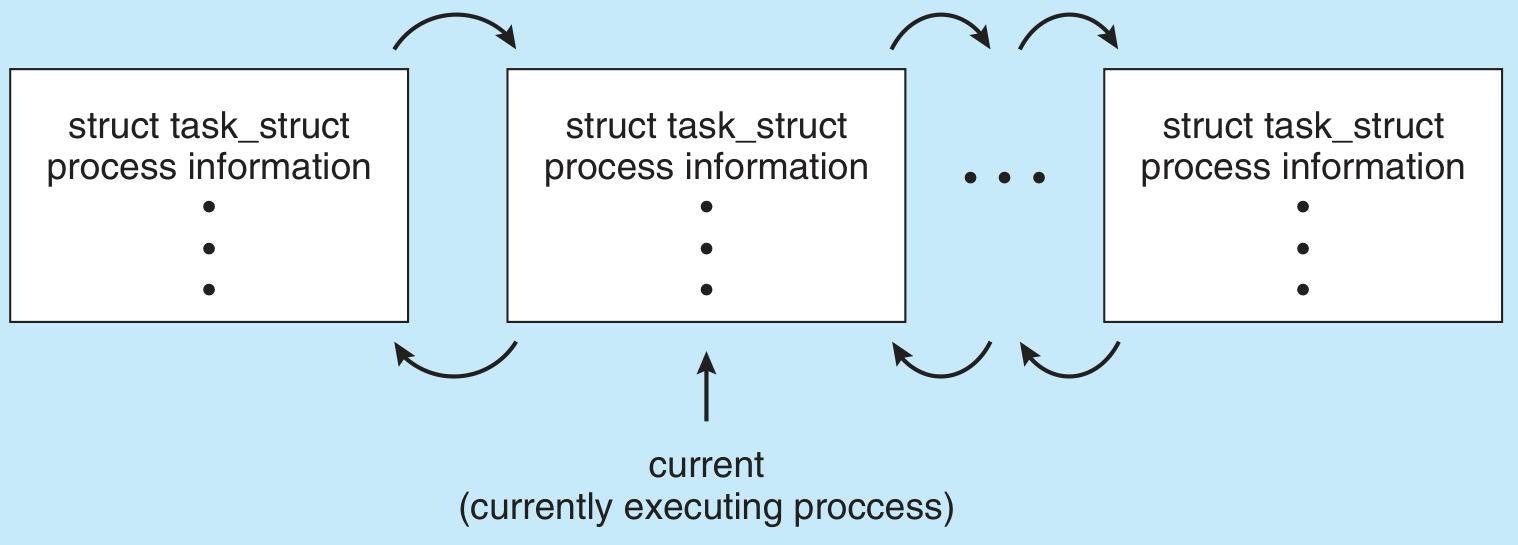 struct task_struct
process information
struct task_struct
process information
struct task_struct
process information
current
(currently executing proccess)